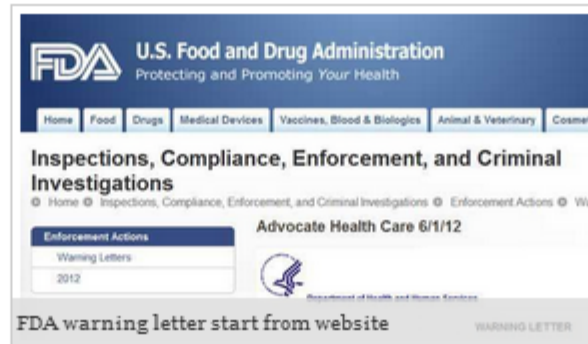 FDA U.S. Food and Drug Administration
Protecting and Promoting Your Health
Home Food Drugs Medical Devices Vaccines, Blood & Biologics Animal & Veterinary Cosme
Inspections, Compliance, Enforcement, and Criminal
Investigations
Home Inspections, Compliance, Enforcement, and Criminal Investigations Enforcement Actions Wa
Advocate Health Care 6/1/12
Enforcement Actions
Warning Letters
2012
Department of Health and Human Services
FDA warning letter start from website
WARNING LETTER